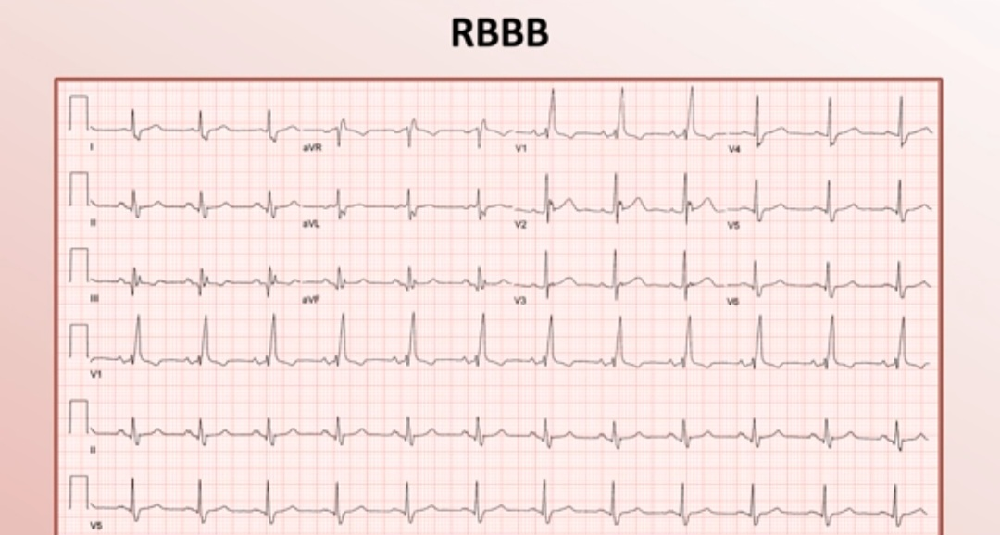 RBBB
I aVR V1 V4
II aVL V2 V5
III aVF V3 V6
V1
II
V5